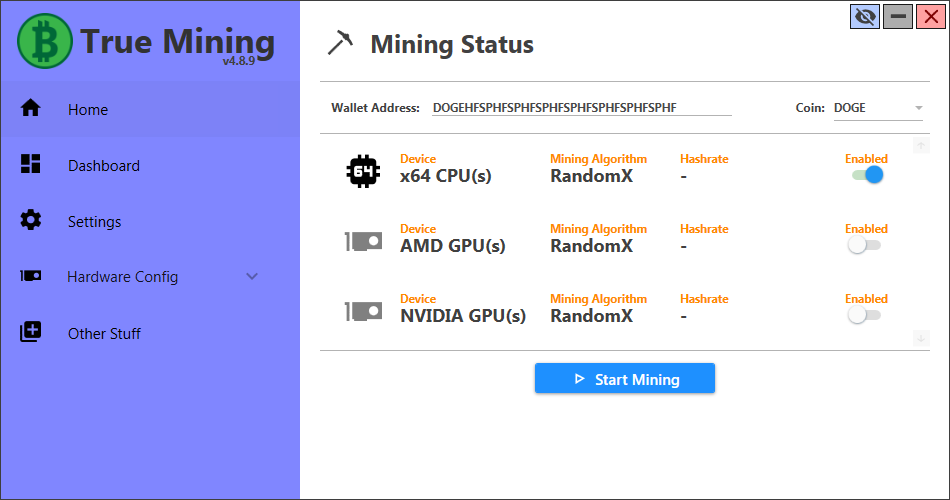 True Mining
v4.8.9
Home
Dashboard
Settings
Hardware Config
Other Stuff
Mining Status
Wallet Address: DOGEHFSPHFSPHFSPHFSPHFSPHFSPHFSPHFSPHF Coin: DOGE
Device Mining Algorithm Hashrate Enabled
64 x64 CPU(s) RandomX -
Device Mining Algorithm Hashrate Enabled
AMD GPU(s) RandomX -
Device Mining Algorithm Hashrate Enabled
NVIDIA GPU(s) RandomX -
Start Mining